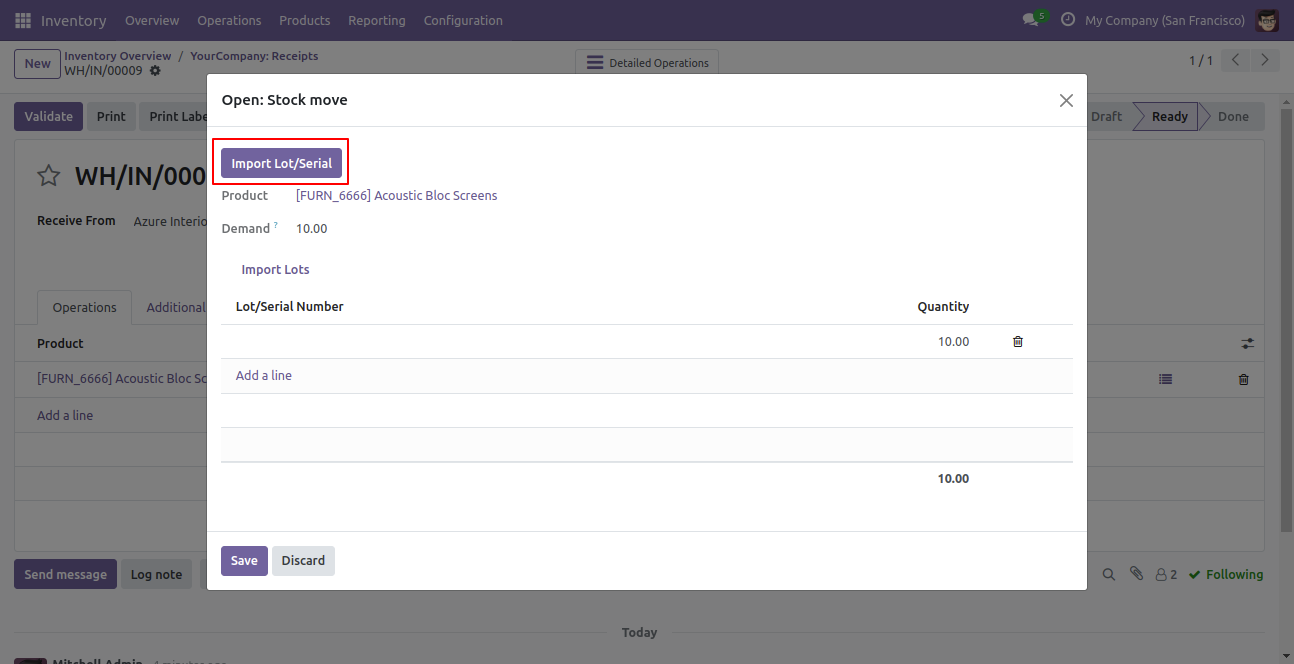 Inventory Overview Operations Products Reporting Configuration 5 My Company (San Francisco)
New Inventory Overview / YourCompany: Receipts
WH/IN/00009
Detailed Operations
1 / 1
Validate Print Print Labe
Draft Ready Done
Open: Stock move
Import Lot/Serial
WH/IN/000
Product [FURN_6666] Acoustic Bloc Screens
Receive From Azure Interio
Demand ? 10.00
Import Lots
Operations Additional
Lot/Serial Number Quantity
Product
10.00
[FURN_6666] Acoustic Bloc Sc
Add a line
Add a line
10.00
Save Discard
Send message Log note
2 Following
Today
Mitchell Admin